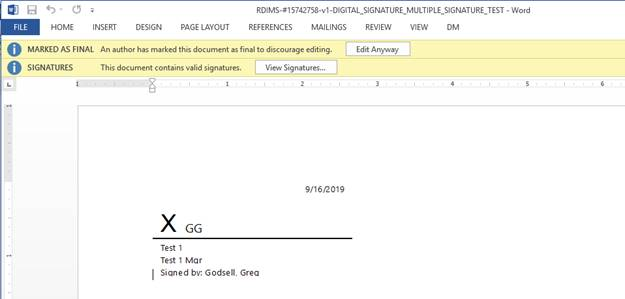 RDIMS-#15742758-v1-DIGITAL_SIGNATURE_MULTIPLE_SIGNATURE_TEST - Word
FILE HOME INSERT DESIGN PAGE LAYOUT REFERENCES MAILINGS REVIEW VIEW DM
MARKED AS FINAL An author has marked this document as final to discourage editing. Edit Anyway
SIGNATURES This document contains valid signatures. View Signatures...
1 1 2 3 4 5 6
9/16/2019
X GG
Test 1
Test 1 Mgr
Signed by: Godsell, Greg